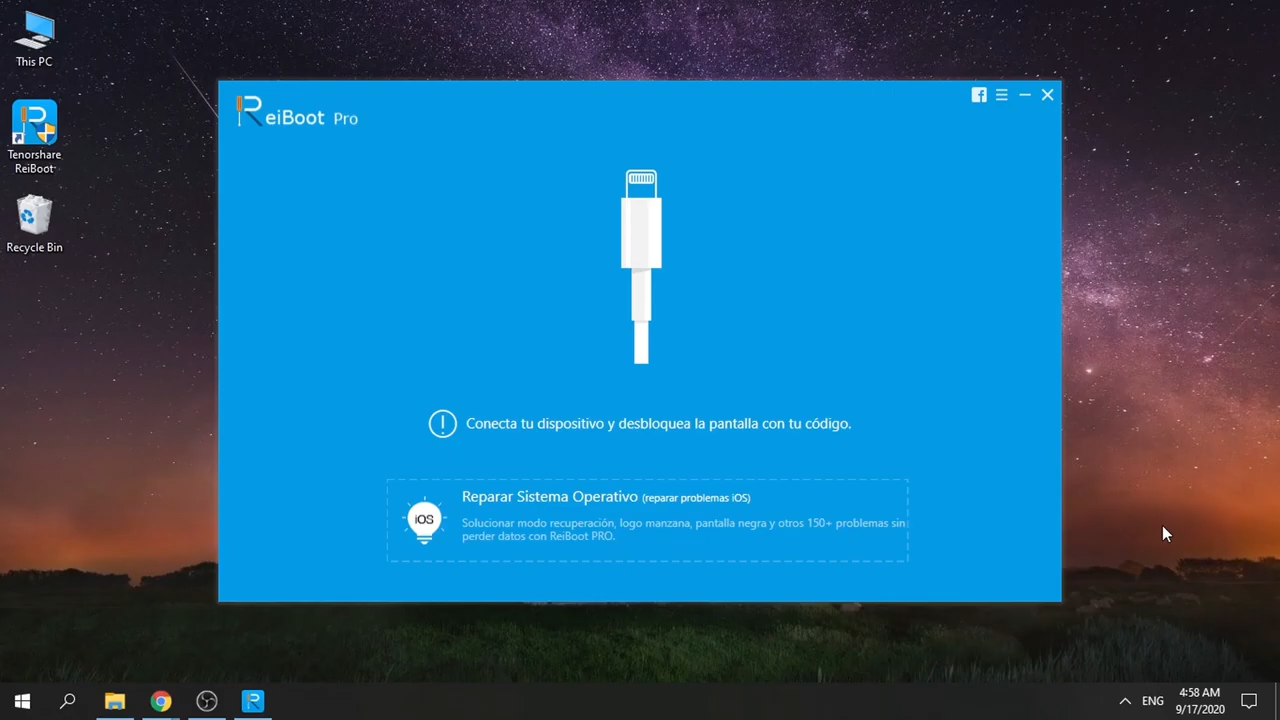 This PC
Tenorshare
ReiBoot
Recycle Bin
ReiBoot Pro
Conecta tu dispositivo y desbloquea la pantalla con tu código.
iOS
Reparar Sistema Operativo (reparar problemas iOS)
Solucionar modo recuperación, logo manzana, pantalla negra y otros 150+ problemas sin
perder datos con ReiBoot PRO.
ENG
4:58 AM
9/17/2020